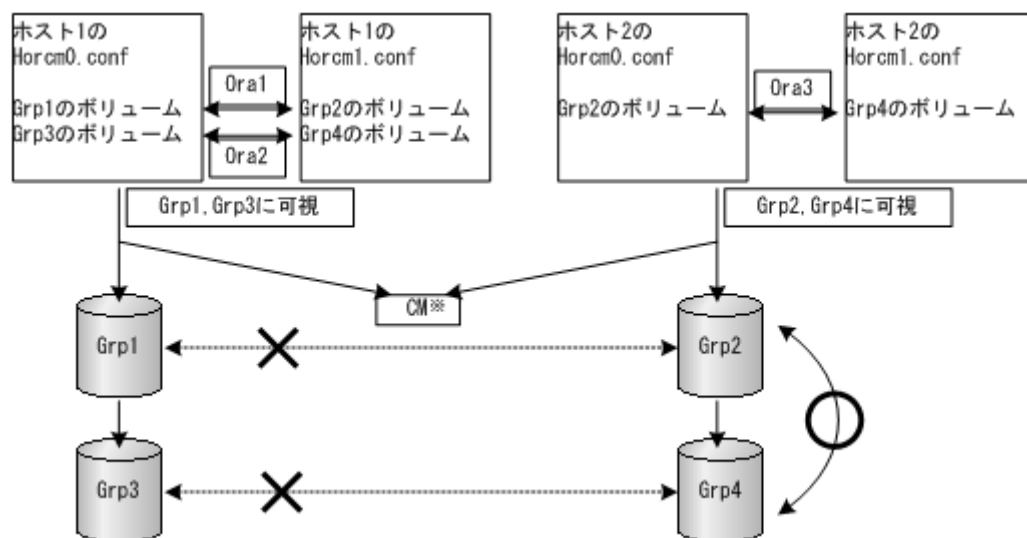 ホスト1の
Horcm0.conf
Grp1のボリューム
Grp3のボリューム
Ora1
Ora2
ホスト1の
Horcm1.conf
Grp2のボリューム
Grp4のボリューム
ホスト2の
Horcm0.conf
Grp2のボリューム
Ora3
ホスト2の
Horcm1.conf
Grp4のボリューム
Grp1,Grp3に可視
Grp2,Grp4に可視
CM※
Grp1
Grp2
Grp3
Grp4